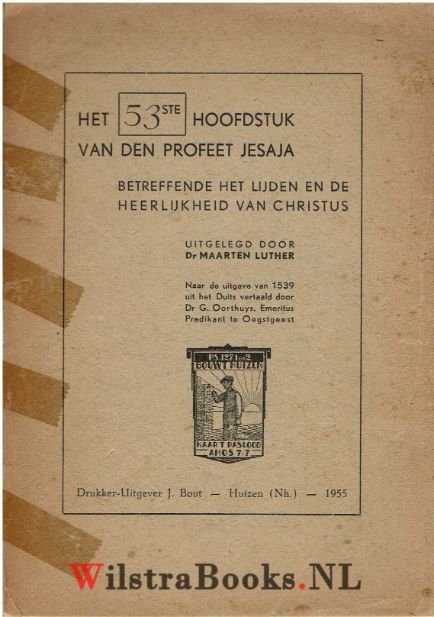 HET 53STE HOOFDSTUK
VAN DEN PROFEET JESAJA
BETREFFENDE HET LIJDEN EN DE
HEERLIJKHEID VAN CHRISTUS
UITGELEGD DOOR
Dr MAARTEN LUTHER
Naar de uitgave van 1539
uit het Duits vertaald door
Dr G. Oorthuys, Emeritus
Predikant te Oegstgeest
PS. 127 1 en 2
BOUWT HUIZEN
NAAR 'T PASLOOD
AMOS 7.7
Drukker-Uitgever J. Bout — Huizen (Nh.) — 1955
WilstraBooks.NL